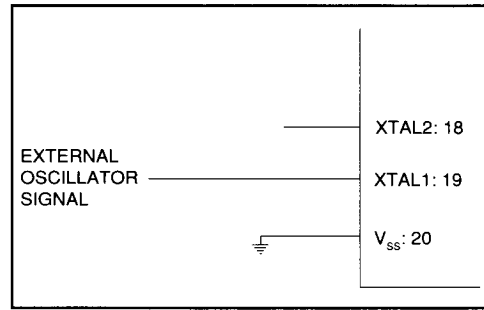 XTAL2: 18
EXTERNAL
OSCILLATOR
SIGNAL
XTAL1: 19
VSS: 20